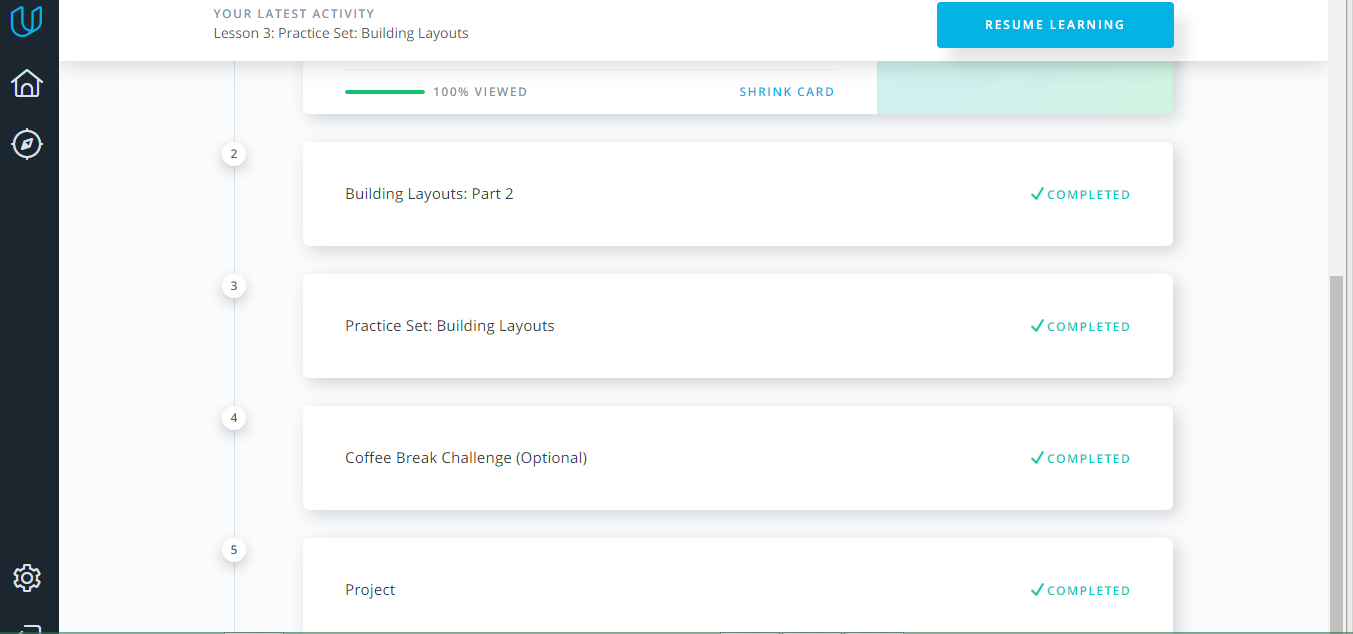 YOUR LATEST ACTIVITY
Lesson 3: Practice Set: Building Layouts
RESUME LEARNING
100% VIEWED
SHRINK CARD
2
Building Layouts: Part 2
COMPLETED
3
Practice Set: Building Layouts
COMPLETED
4
Coffee Break Challenge (Optional)
COMPLETED
5
Project
COMPLETED